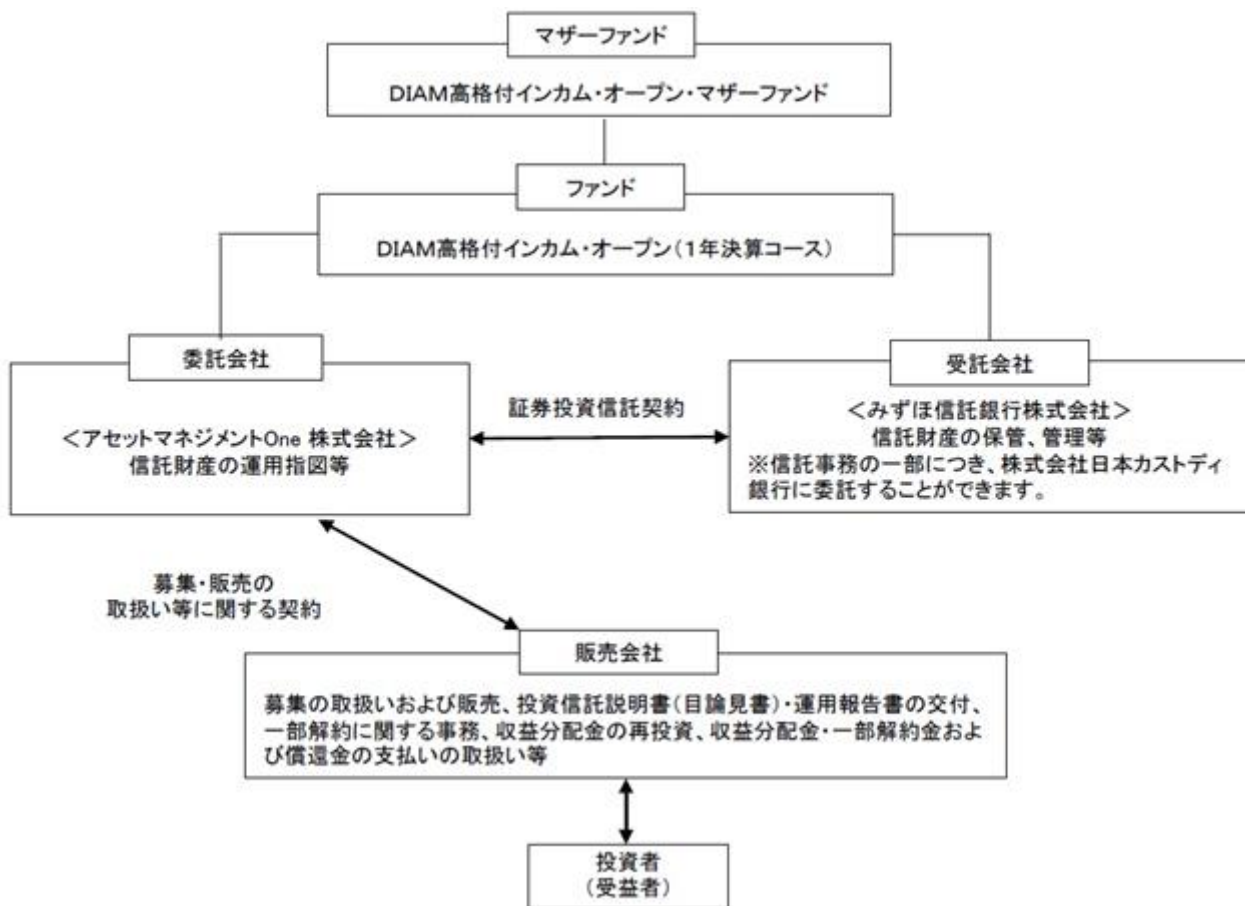 マザーファンド
DIAM高格付インカム・オープン・マザーファンド
ファンド
DIAM高格付インカム・オープン（１年決算コース）
委託会社
＜アセットマネジメントOne 株式会社＞
信託財産の運用指図等
証券投資信託契約
受託会社
＜みずほ信託銀行株式会社＞
信託財産の保管、管理等
※信託事務の一部につき、株式会社日本カストディ
銀行に委託することができます。
募集・販売の
取扱い等に関する契約
販売会社
募集の取扱いおよび販売、投資信託説明書（目論見書）・運用報告書の交付、
一部解約に関する事務、収益分配金の再投資、収益分配金・一部解約金およ
び償還金の支払いの取扱い等
投資者
（受益者）